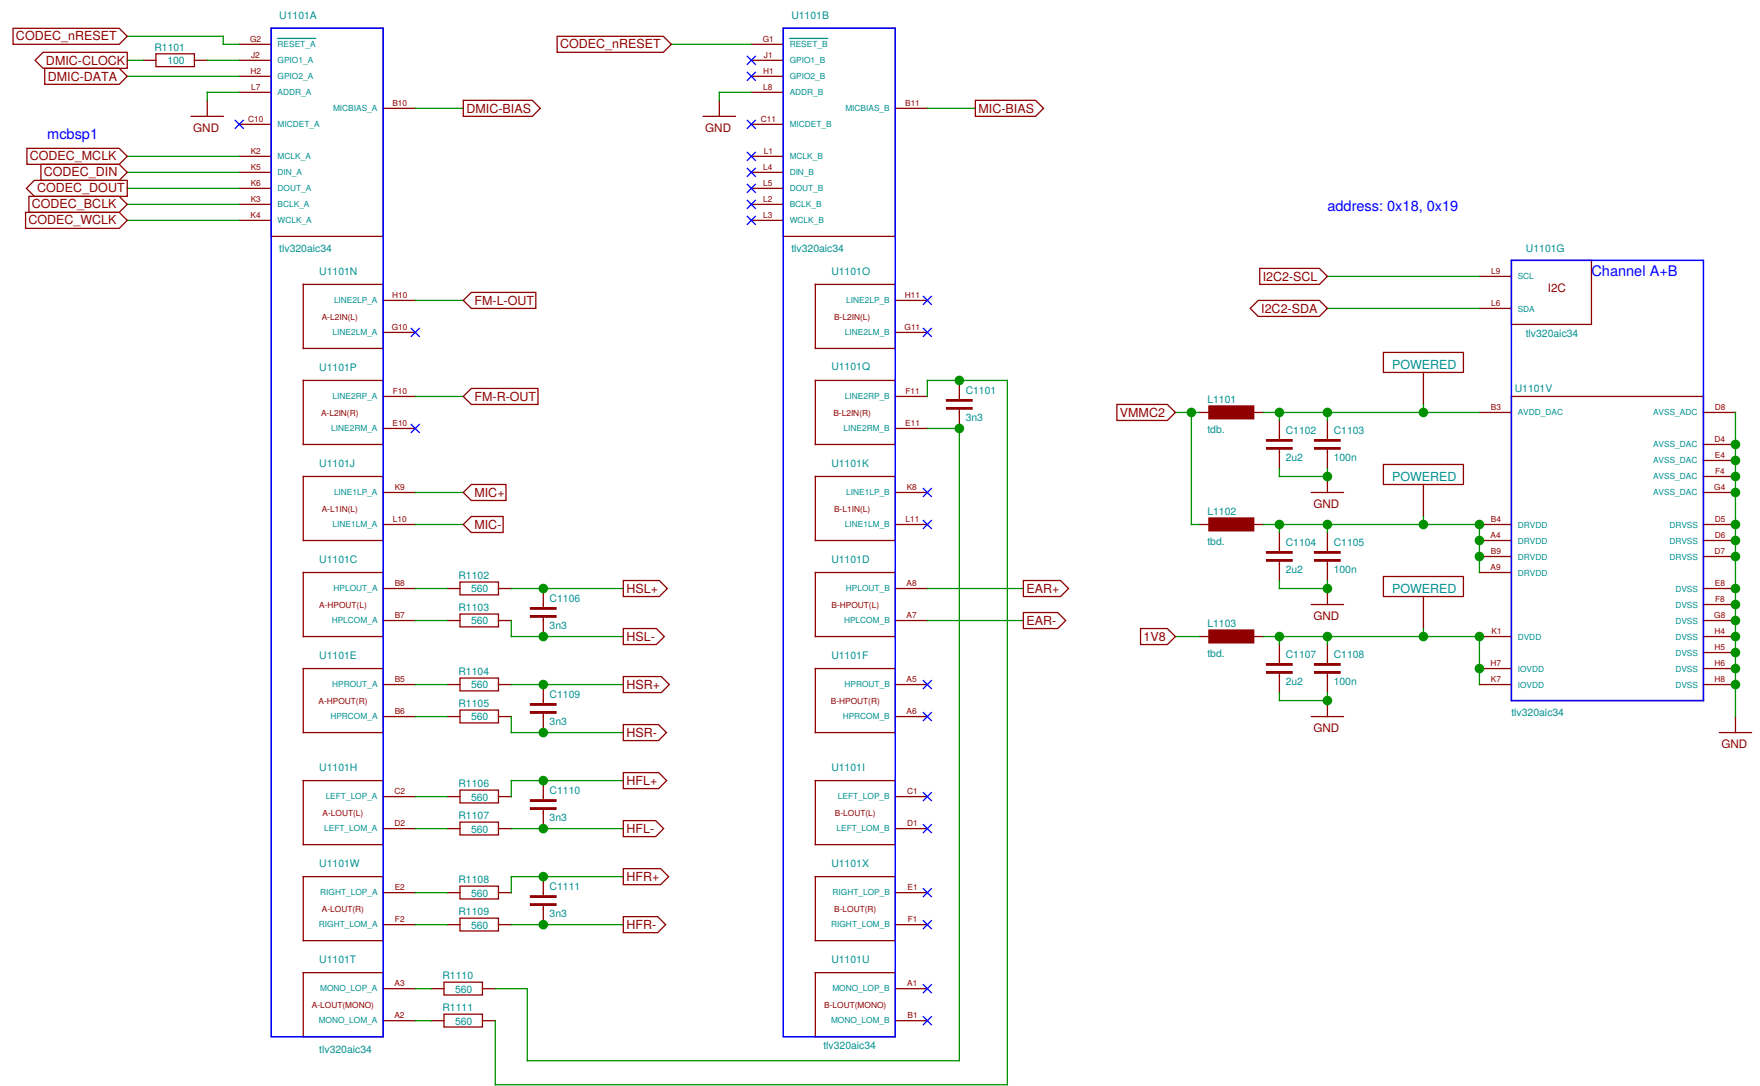 U1101A
CODEC_nRESET
G2
RESET_A
R1101
DMIC-CLOCK
100
J2
GPIO1_A
DMIC-DATA
H2
GPIO2_A
L7
ADDR_A
GND
MICBIAS_A
B10
DMIC-BIAS
C10
MICDET_A
mcbsp1
CODEC_MCLK
K2
MCLK_A
CODEC_DIN
K5
DIN_A
CODEC_DOUT
K6
DOUT_A
CODEC_BCLK
K3
BCLK_A
CODEC_WCLK
K4
WCLK_A
tlv320aic34
U1101N
LINE2LP_A
H10
FM-L-OUT
A-L2IN(L)
LINE2LM_A
G10
U1101P
LINE2RP_A
F10
FM-R-OUT
A-L2IN(R)
LINE2RM_A
E10
U1101J
LINE1LP_A
K9
MIC+
A-L1IN(L)
LINE1LM_A
L10
MIC-
U1101C
HPLOUT_A
B8
R1102
560
HSL+
A-HPOUT(L)
C1106
3n3
HPLCOM_A
B7
R1103
560
HSL-
U1101E
HPROUT_A
B5
R1104
560
HSR+
A-HPOUT(R)
C1109
3n3
HPRCOM_A
B6
R1105
560
HSR-
U1101H
LEFT_LOP_A
C2
R1106
560
HFL+
A-LOUT(L)
C1110
3n3
LEFT_LOM_A
D2
R1107
560
HFL-
U1101W
RIGHT_LOP_A
E2
R1108
560
HFR+
A-LOUT(R)
C1111
3n3
RIGHT_LOM_A
F2
R1109
560
HFR-
U1101T
MONO_LOP_A
A3
R1110
560
A-LOUT(MONO)
MONO_LOM_A
A2
R1111
560
tlv320aic34
U1101B
CODEC_nRESET
G1
RESET_B
J1
GPIO1_B
H1
GPIO2_B
L8
ADDR_B
GND
MICBIAS_B
B11
MIC-BIAS
C11
MICDET_B
L1
MCLK_B
L4
DIN_B
L5
DOUT_B
L2
BCLK_B
L3
WCLK_B
tlv320aic34
U1101O
LINE2LP_B
H11
B-L2IN(L)
LINE2LM_B
G11
U1101Q
LINE2RP_B
F11
C1101
3n3
B-L2IN(R)
LINE2RM_B
E11
U1101K
LINE1LP_B
K8
B-L1IN(L)
LINE1LM_B
L11
U1101D
HPLOUT_B
A8
EAR+
B-HPOUT(L)
HPLCOM_B
A7
EAR-
U1101F
HPROUT_B
A5
B-HPOUT(R)
HPRCOM_B
A6
U1101I
LEFT_LOP_B
C1
B-LOUT(L)
LEFT_LOM_B
D1
U1101X
RIGHT_LOP_B
E1
B-LOUT(R)
RIGHT_LOM_B
F1
U1101U
MONO_LOP_B
A1
B-LOUT(MONO)
MONO_LOM_B
B1
tlv320aic34
address: 0x18, 0x19
U1101G
Channel A+B
I2C2-SCL
L9
SCL
I2C
I2C2-SDA
L6
SDA
tlv320aic34
POWERED
U1101V
VMMC2
L1101
tdb.
B3
AVDD_DAC
C1102
2u2
C1103
100n
GND
POWERED
L1102
tbd.
B4
DRVDD
A4
DRVDD
B9
DRVDD
A9
DRVDD
C1104
2u2
C1105
100n
GND
POWERED
1V8
L1103
tbd.
K1
DVDD
H7
IOVDD
K7
IOVDD
C1107
2u2
C1108
100n
GND
AVSS_ADC
D8
AVSS_DAC
D4
AVSS_DAC
E4
AVSS_DAC
F4
AVSS_DAC
G4
DRVSS
D5
DRVSS
D6
DRVSS
D7
DVSS
E8
DVSS
F8
DVSS
G8
DVSS
H4
DVSS
H5
DVSS
H6
DVSS
H8
tlv320aic34
GND